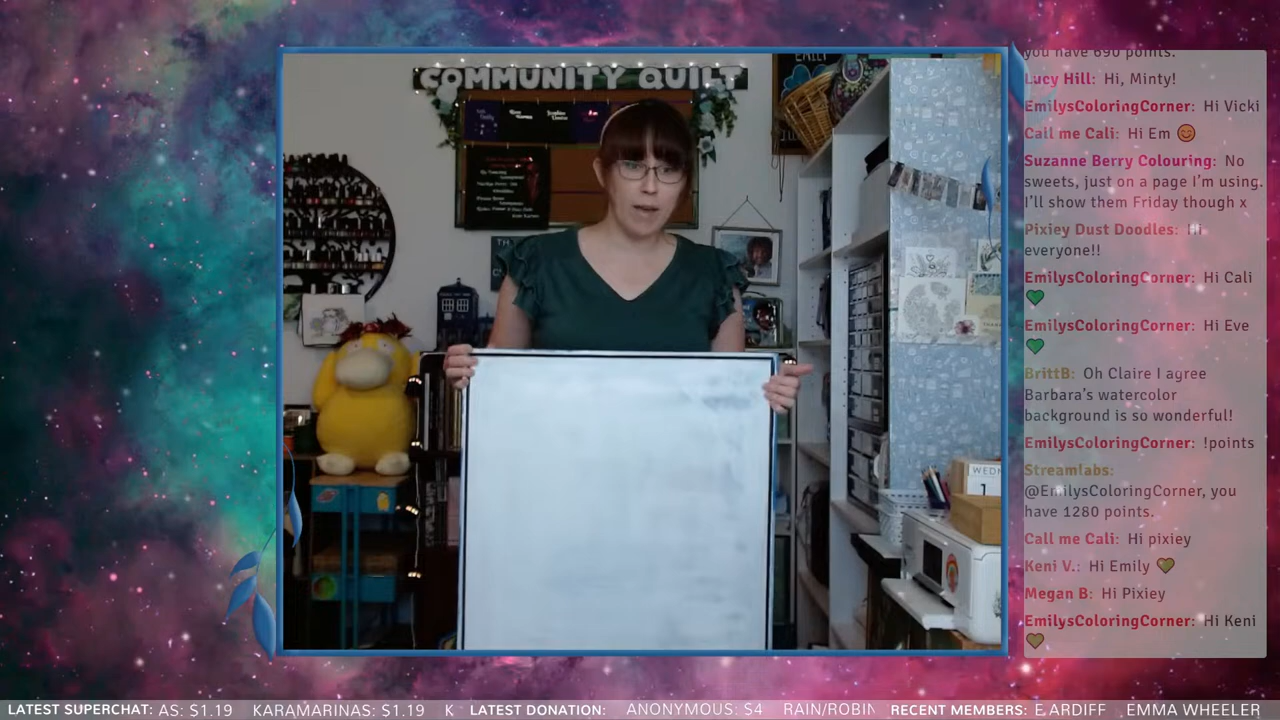 COMMUNITY QUILT
you have 690 points.
Lucy Hill: Hi, Minty!
EmilysColoringCorner: Hi Vicki
Call me Cali: Hi Em 😊
Suzanne Berry Colouring: No
sweets, just on a page I'm using.
I'll show them Friday though x
Pixiey Dust Doodles: Hi
everyone!!
EmilysColoringCorner: Hi Cali
💚
EmilysColoringCorner: Hi Eve
💚
BrittB: Oh Claire I agree
Barbara's watercolor
background is so wonderful!
EmilysColoringCorner: !points
Streamlabs:
@EmilysColoringCorner, you
have 1280 points.
Call me Cali: Hi pixiey
Keni V.: Hi Emily
Megan B: Hi Pixiey
EmilysColoringCorner: Hi Keni
LATEST SUPERCHAT: AS: $1.19 KARAMARINAS: $1.19 K LATEST DONATION: ANONYMOUS: $4 RAIN/ROBIN RECENT MEMBERS: E ARDIFF EMMA WHEELER